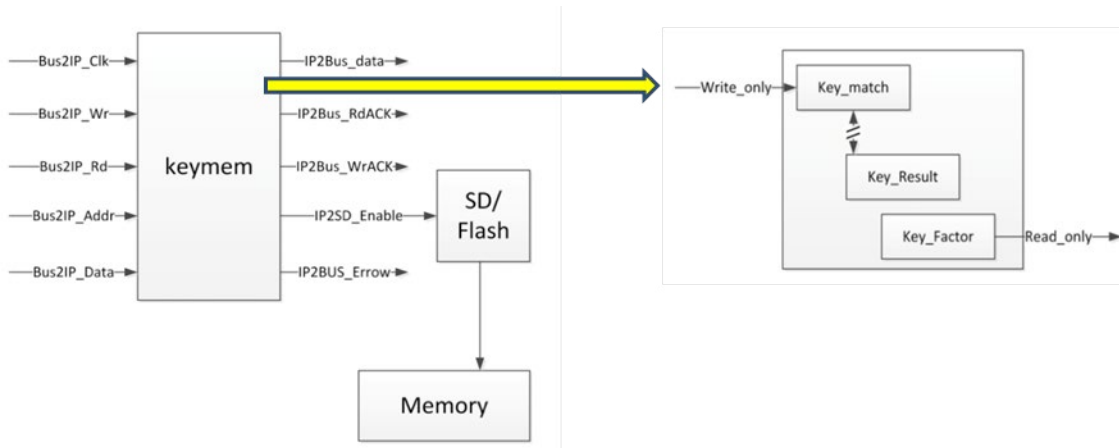 Bus2IP_Clk
Bus2IP_Wr
Bus2IP_Rd
Bus2IP_Addr
Bus2IP_Data
keymem
IP2Bus_data
IP2Bus_RdACK
IP2Bus_WrACK
IP2SD_Enable
IP2BUS_Errow
SD/
Flash
Memory
Write_only
Key_match
Key_Result
Key_Factor
Read_only